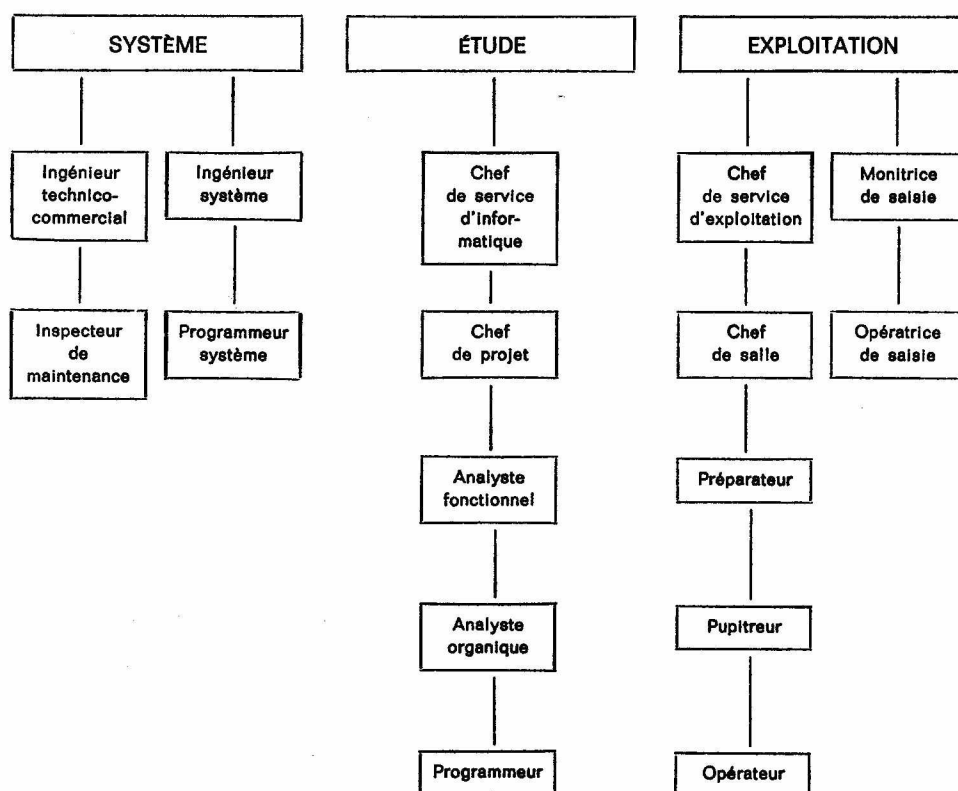 SYSTÈME
ÉTUDE
EXPLOITATION
Ingénieur
technico-
commercial
Ingénieur
système
Chef
de service
d'infor-
matique
Chef
de service
d'exploitation
Monitrice
de saisie
Inspecteur
de
maintenance
Programmeur
système
Chef
de projet
Chef
de salle
Opératrice
de saisie
Analyste
fonctionnel
Préparateur
Analyste
organique
Pupitreur
Programmeur
Opérateur